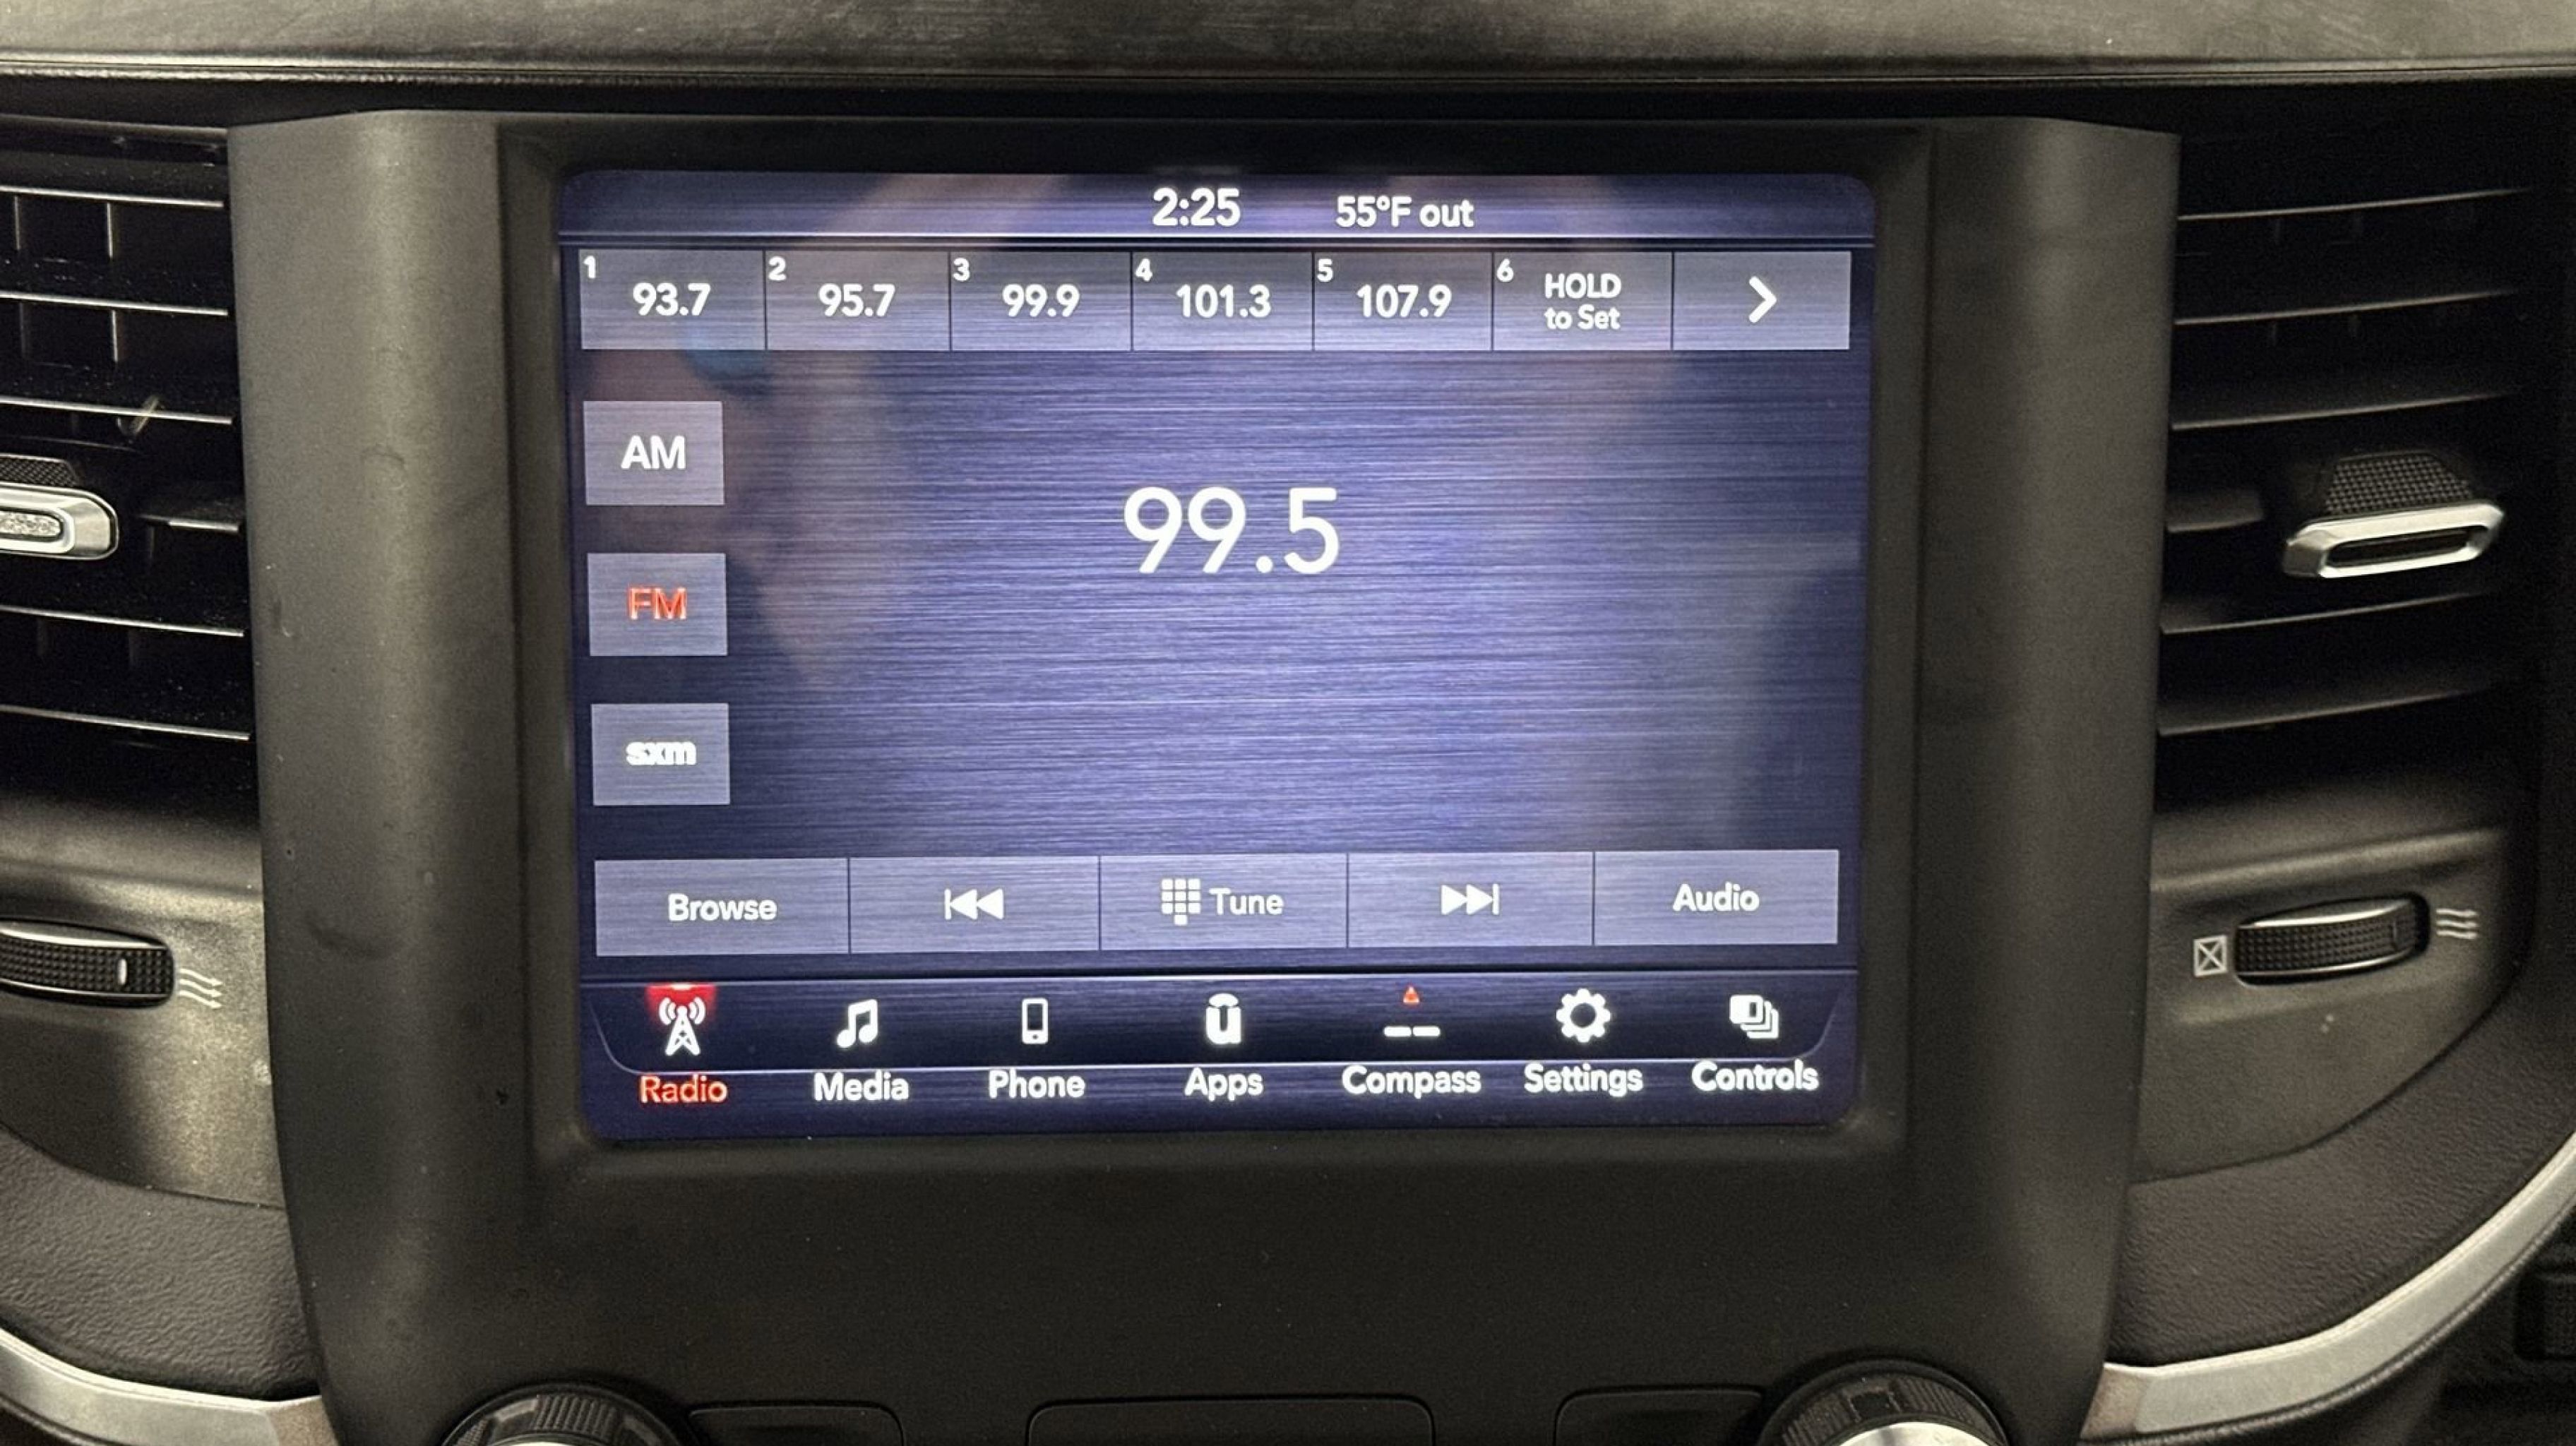 2:25 55°F out
1 93.7 2 95.7 3 99.9 4 101.3 5 107.9 6 HOLD
to Set
AM
99.5
FM
sxm
Browse Tune Audio
Radio Media Phone Apps Compass Settings Controls